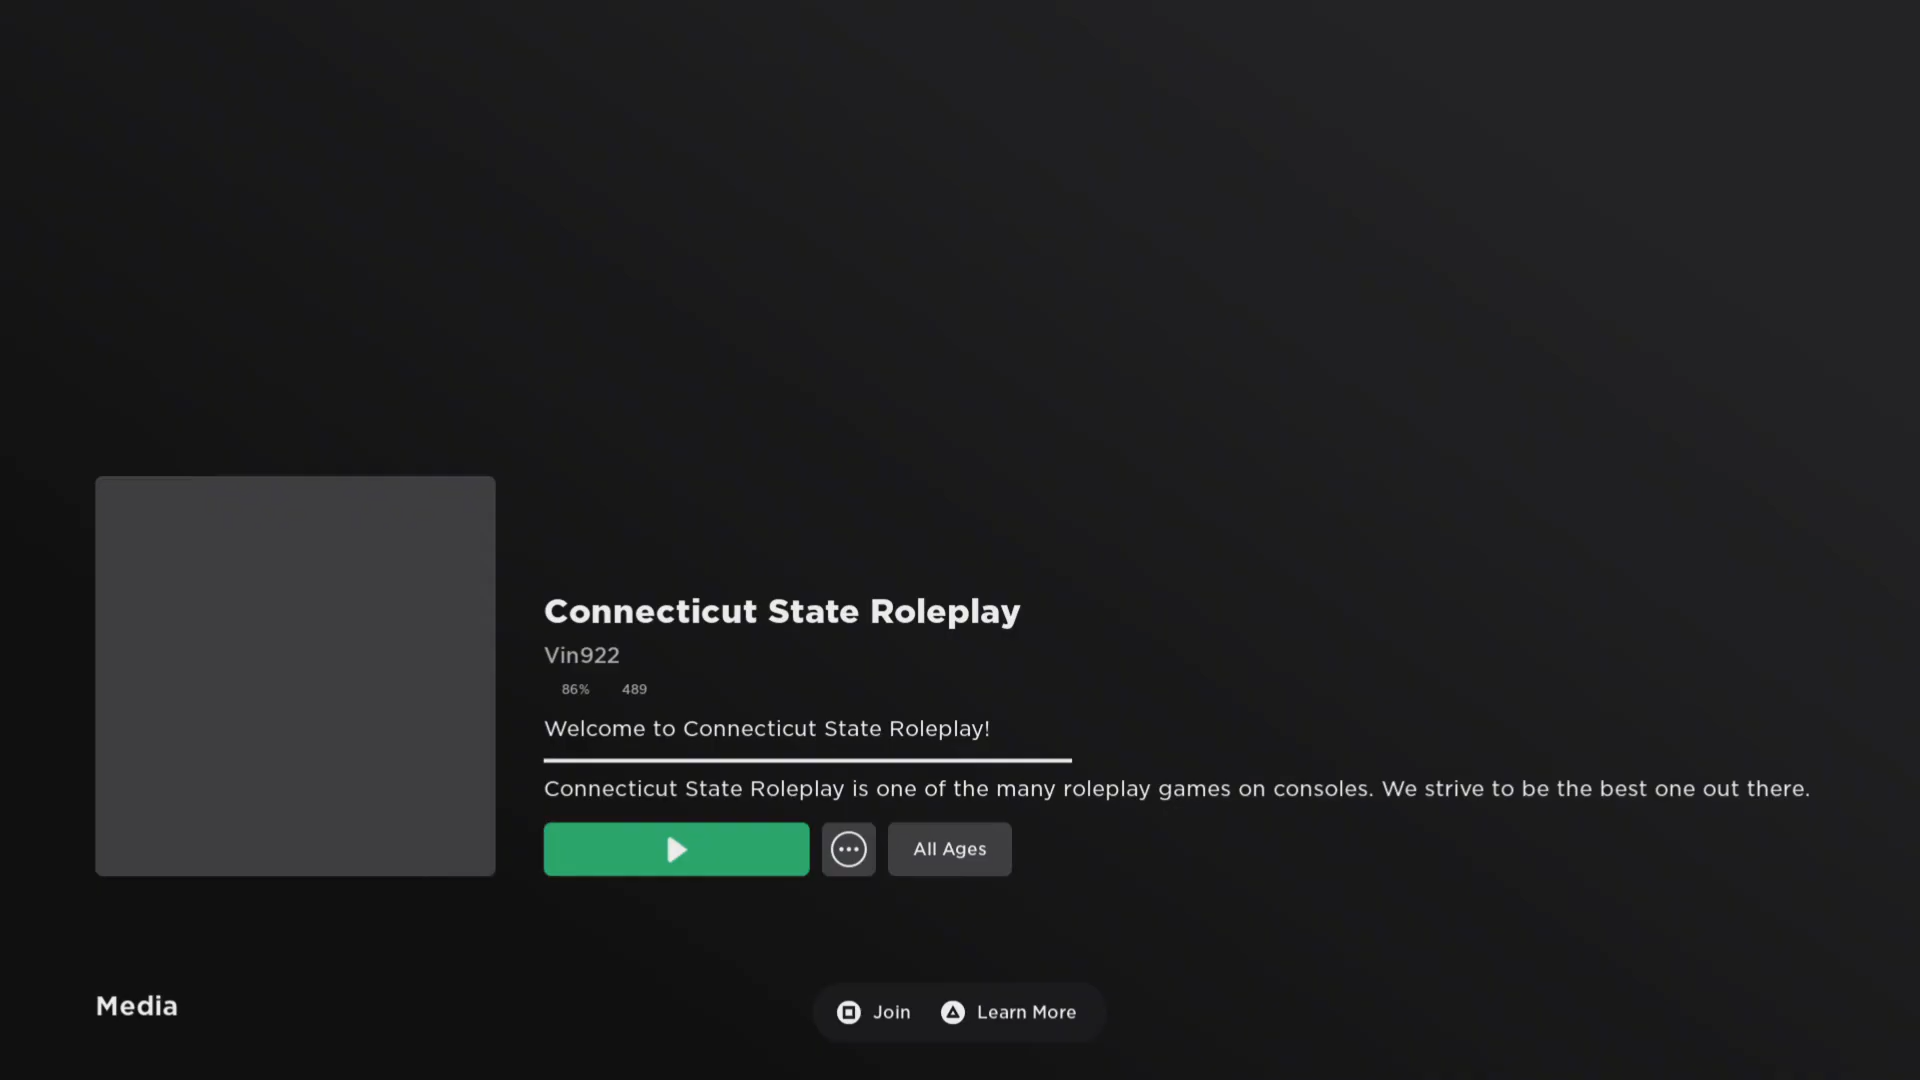 Connecticut State Roleplay
Vin922
86% 489
Welcome to Connecticut State Roleplay!
Connecticut State Roleplay is one of the many roleplay games on consoles. We strive to be the best one out there.
All Ages
Media
Join Learn More